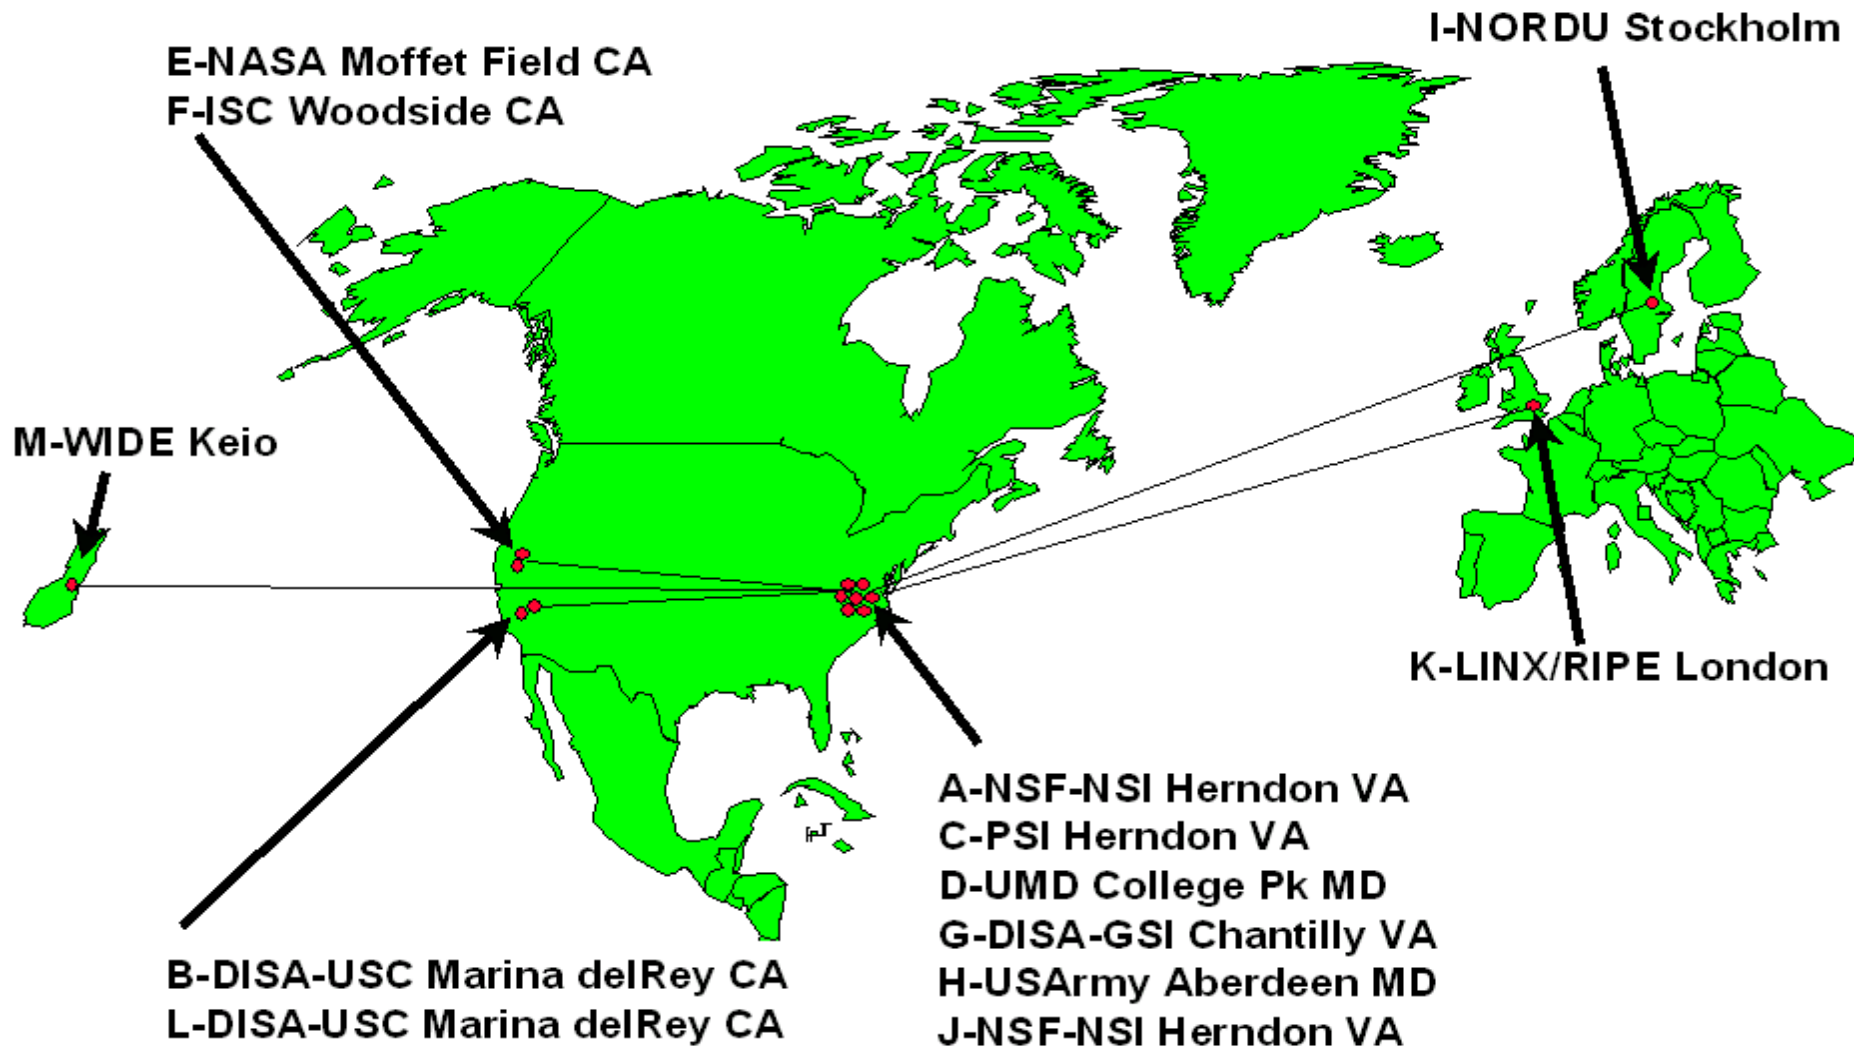 I-NORDU Stockholm
E-NASA Moffet Field CA
F-ISC Woodside CA
M-WIDE Keio
K-LINX/RIPE London
A-NSF-NSI Herndon VA
C-PSI Herndon VA
D-UMD College Pk MD
G-DISA-GSI Chantilly VA
H-USArmy Aberdeen MD
J-NSF-NSI Herndon VA
B-DISA-USC Marina delRey CA
L-DISA-USC Marina delRey CA